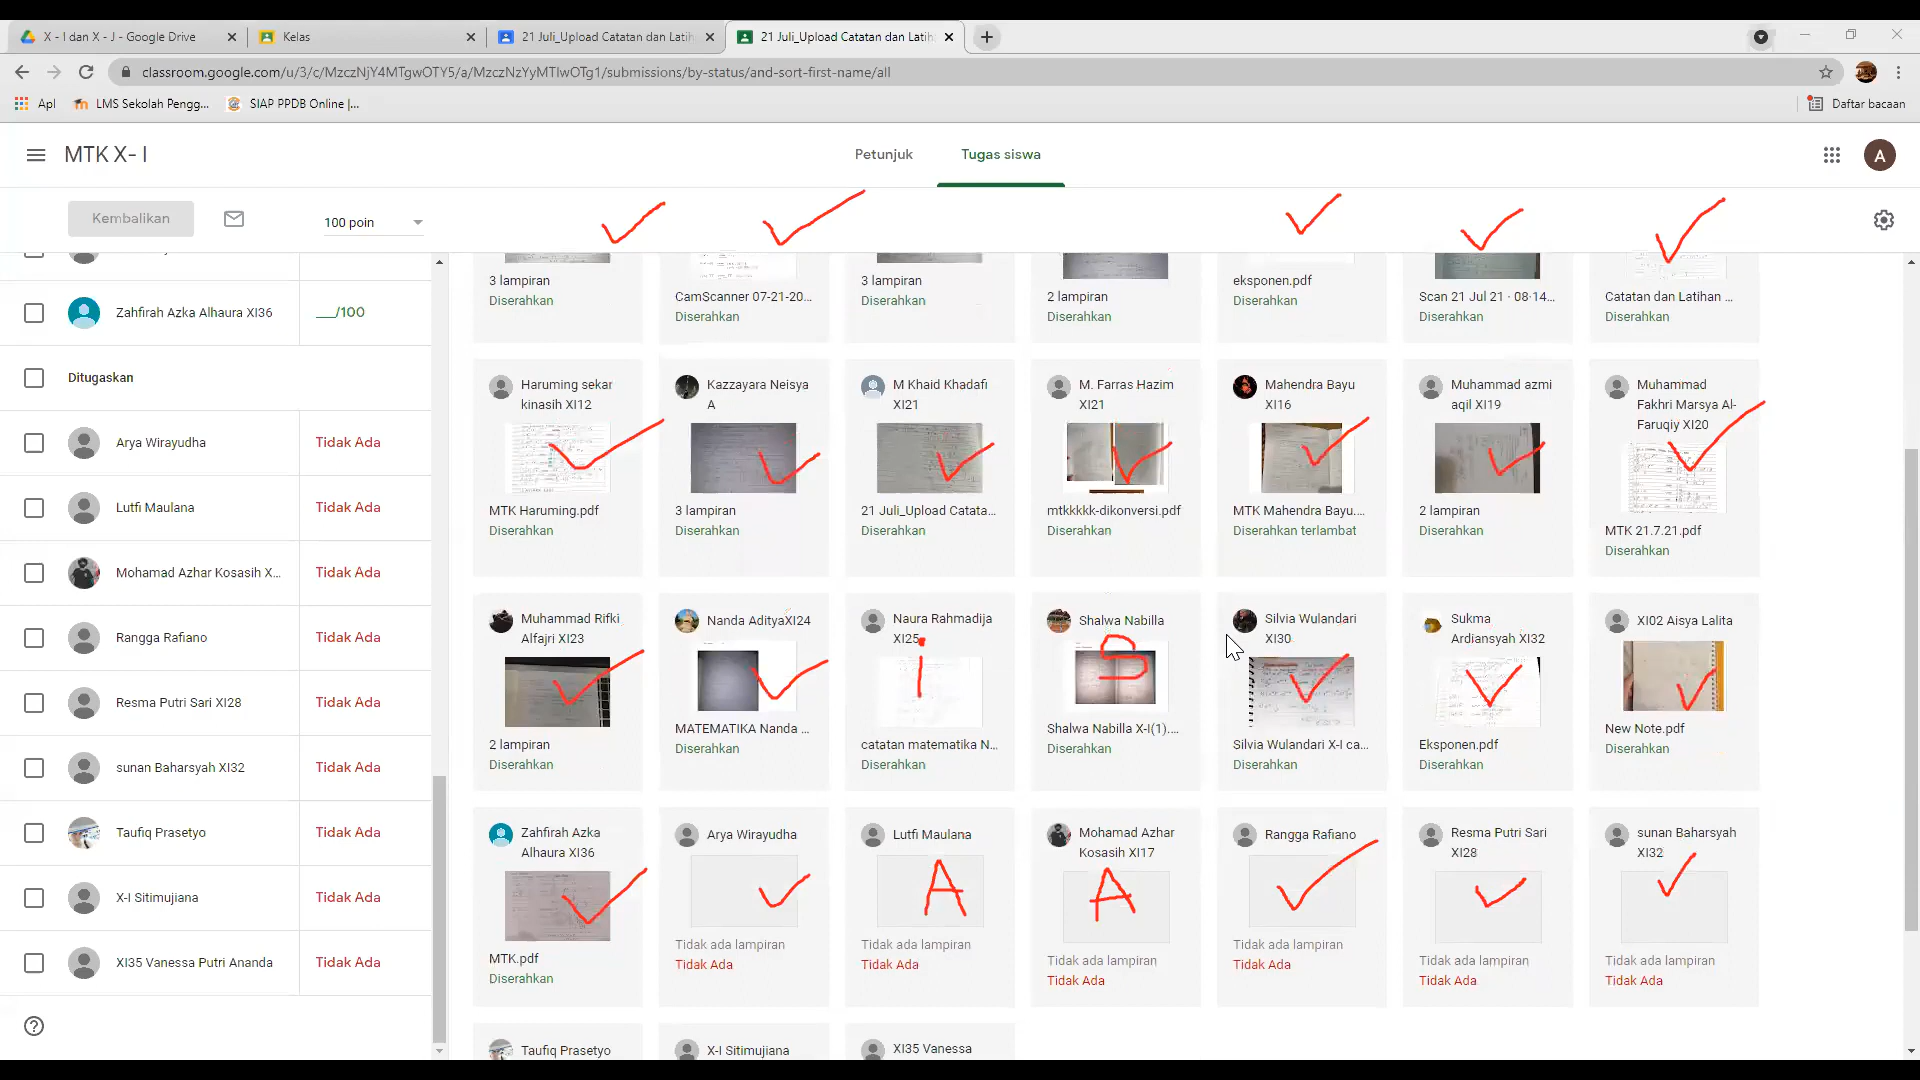 X - I dan X - J - Google Drive
Kelas
21 Juli_Upload Catatan dan Latih
21 Juli_Upload Catatan dan Latih
classroom.google.com/u/3/c/MzczNjY4MTgwOTY5/a/MzczNzYyMTIwOTg1/submissions/by-status/and-sort-first-name/all
Apl
LMS Sekolah Pengg...
SIAP PPDB Online |...
Daftar bacaan
MTK X- I
Petunjuk
Tugas siswa
A
Kembalikan
100 poin
Zahfirah Azka Alhaura XI36
___/100
Ditugaskan
Arya Wirayudha
Tidak Ada
Lutfi Maulana
Tidak Ada
Mohamad Azhar Kosasih X...
Tidak Ada
Rangga Rafiano
Tidak Ada
Resma Putri Sari XI28
Tidak Ada
sunan Baharsyah XI32
Tidak Ada
Taufiq Prasetyo
Tidak Ada
X-I Sitimujiana
Tidak Ada
XI35 Vanessa Putri Ananda
Tidak Ada
3 lampiran
Diserahkan
CamScanner 07-21-20...
Diserahkan
3 lampiran
Diserahkan
2 lampiran
Diserahkan
eksponen.pdf
Diserahkan
Scan 21 Jul 21 · 08·14...
Diserahkan
Catatan dan Latihan ...
Diserahkan
Haruming sekar
kinasih XI12
MTK Haruming.pdf
Diserahkan
Kazzayara Neisya
A
3 lampiran
Diserahkan
M Khaid Khadafi
XI21
21 Juli_Upload Catata...
Diserahkan
M. Farras Hazim
XI21
mtkkkkk-dikonversi.pdf
Diserahkan
Mahendra Bayu
XI16
MTK Mahendra Bayu....
Diserahkan terlambat
Muhammad azmi
aqil XI19
2 lampiran
Diserahkan
Muhammad
Fakhri Marsya Al-
Faruqiy XI20
MTK 21.7.21.pdf
Diserahkan
Muhammad Rifki
Alfajri XI23
2 lampiran
Diserahkan
Nanda AdityaXI24
MATEMATIKA Nanda ...
Diserahkan
Naura Rahmadija
XI25
i
catatan matematika N...
Diserahkan
Shalwa Nabilla
S
Shalwa Nabilla X-I(1)....
Diserahkan
Silvia Wulandari
XI30
Silvia Wulandari X-I ca...
Diserahkan
Sukma
Ardiansyah XI32
Eksponen.pdf
Diserahkan
XI02 Aisya Lalita
New Note.pdf
Diserahkan
Zahfirah Azka
Alhaura XI36
MTK.pdf
Diserahkan
Arya Wirayudha
Tidak ada lampiran
Tidak Ada
Lutfi Maulana
A
Tidak ada lampiran
Tidak Ada
Mohamad Azhar
Kosasih XI17
A
Tidak ada lampiran
Tidak Ada
Rangga Rafiano
Tidak ada lampiran
Tidak Ada
Resma Putri Sari
XI28
Tidak ada lampiran
Tidak Ada
sunan Baharsyah
XI32
Tidak ada lampiran
Tidak Ada
Taufiq Prasetyo
X-I Sitimujiana
XI35 Vanessa